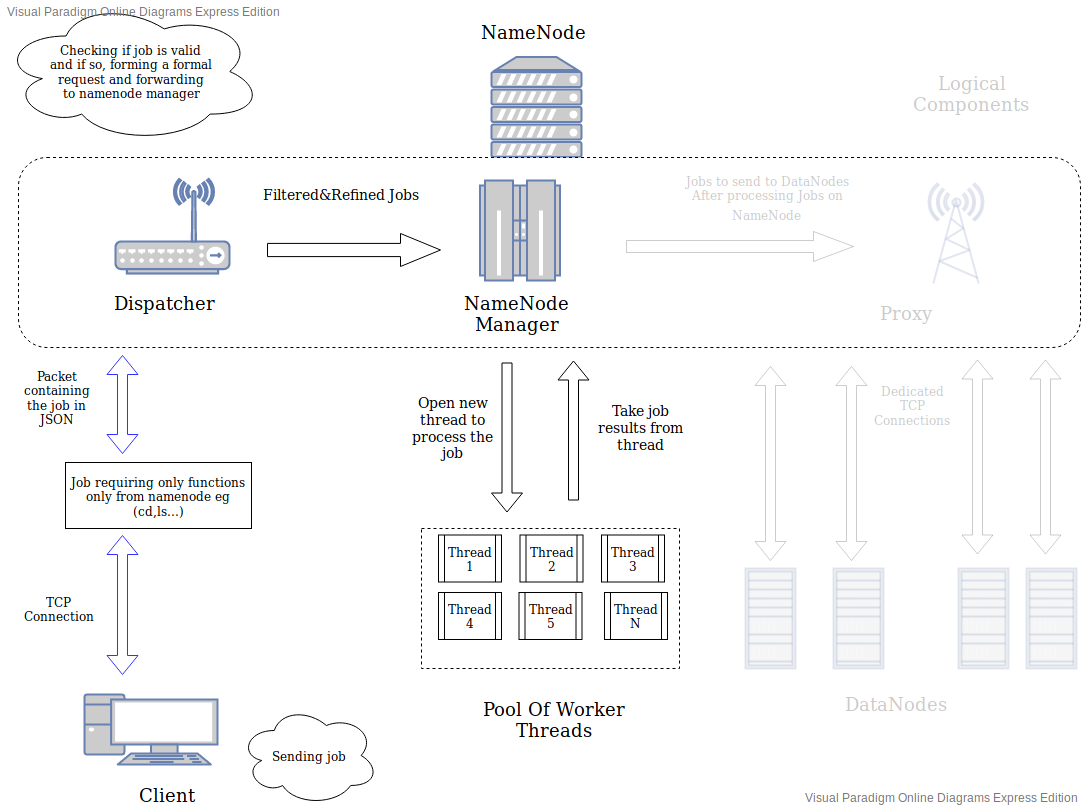 Visual Paradigm Online Diagrams Express Edition
Checking if job is valid
and if so, forming a formal
request and forwarding
to namenode manager
NameNode
Logical
Components
Filtered&Refined Jobs
Jobs to send to DataNodes
After processing Jobs on
NameNode
Dispatcher
NameNode
Manager
Proxy
Packet
containing
the job in
JSON
Open new
thread to
process the
job
Take job
results from
thread
Dedicated
TCP
Connections
Job requiring only functions
only from namenode eg
(cd,ls...)
Thread
1
Thread
2
Thread
3
Thread
4
Thread
5
Thread
N
TCP
Connection
Pool Of Worker
Threads
DataNodes
Sending job
Client
Visual Paradigm Online Diagrams Express Edition